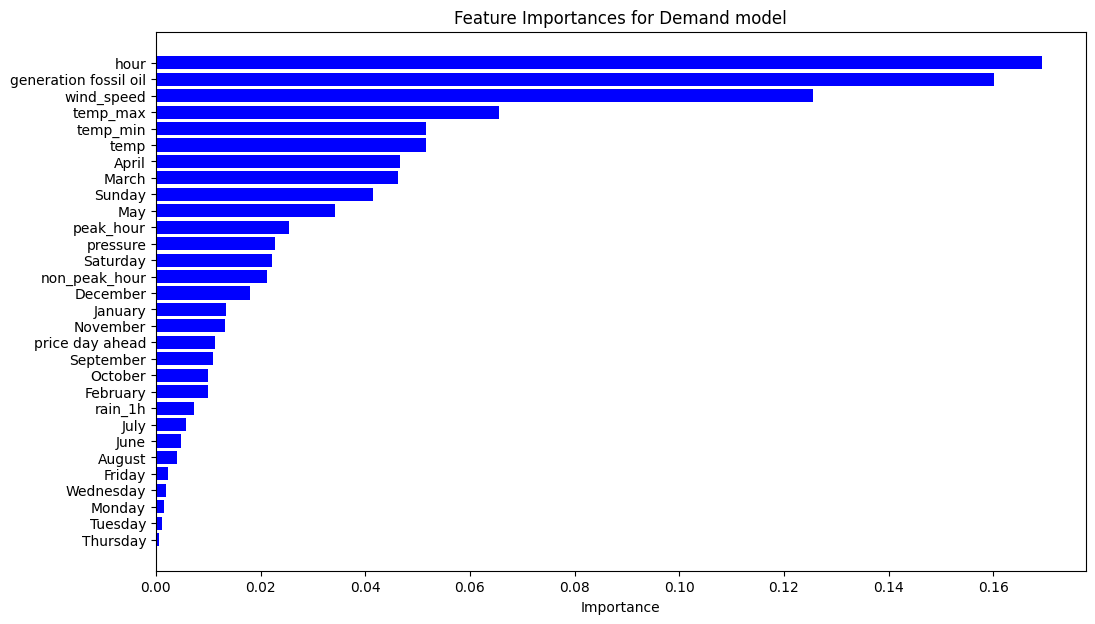 Feature Importances for Demand model
hour
generation fossil oil
wind_speed
temp_max
temp_min
temp
April
March
Sunday
May
peak_hour
pressure
Saturday
non_peak_hour
December
January
November
price day ahead
September
October
February
rain_1h
July
June
August
Friday
Wednesday
Monday
Tuesday
Thursday
0.00 0.02 0.04 0.06 0.08 0.10 0.12 0.14 0.16
Importance